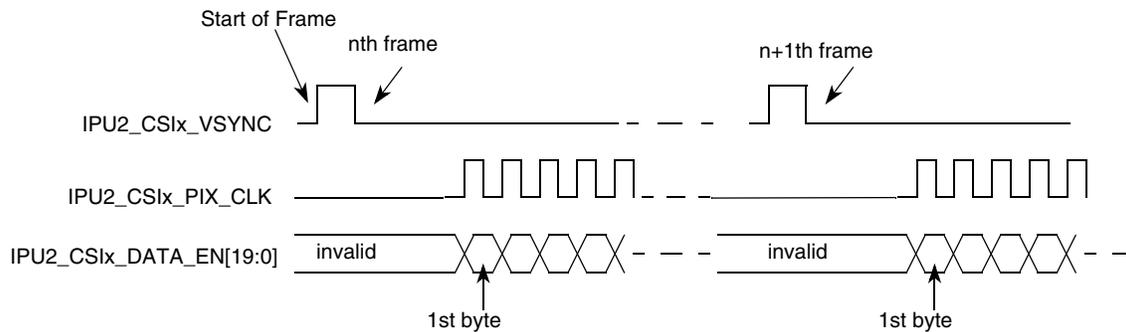 Start of Frame
nth frame
n+1th frame
IPU2_CSIx_VSYNC
IPU2_CSIx_PIX_CLK
IPU2_CSIx_DATA_EN[19:0]
invalid
invalid
1st byte
1st byte